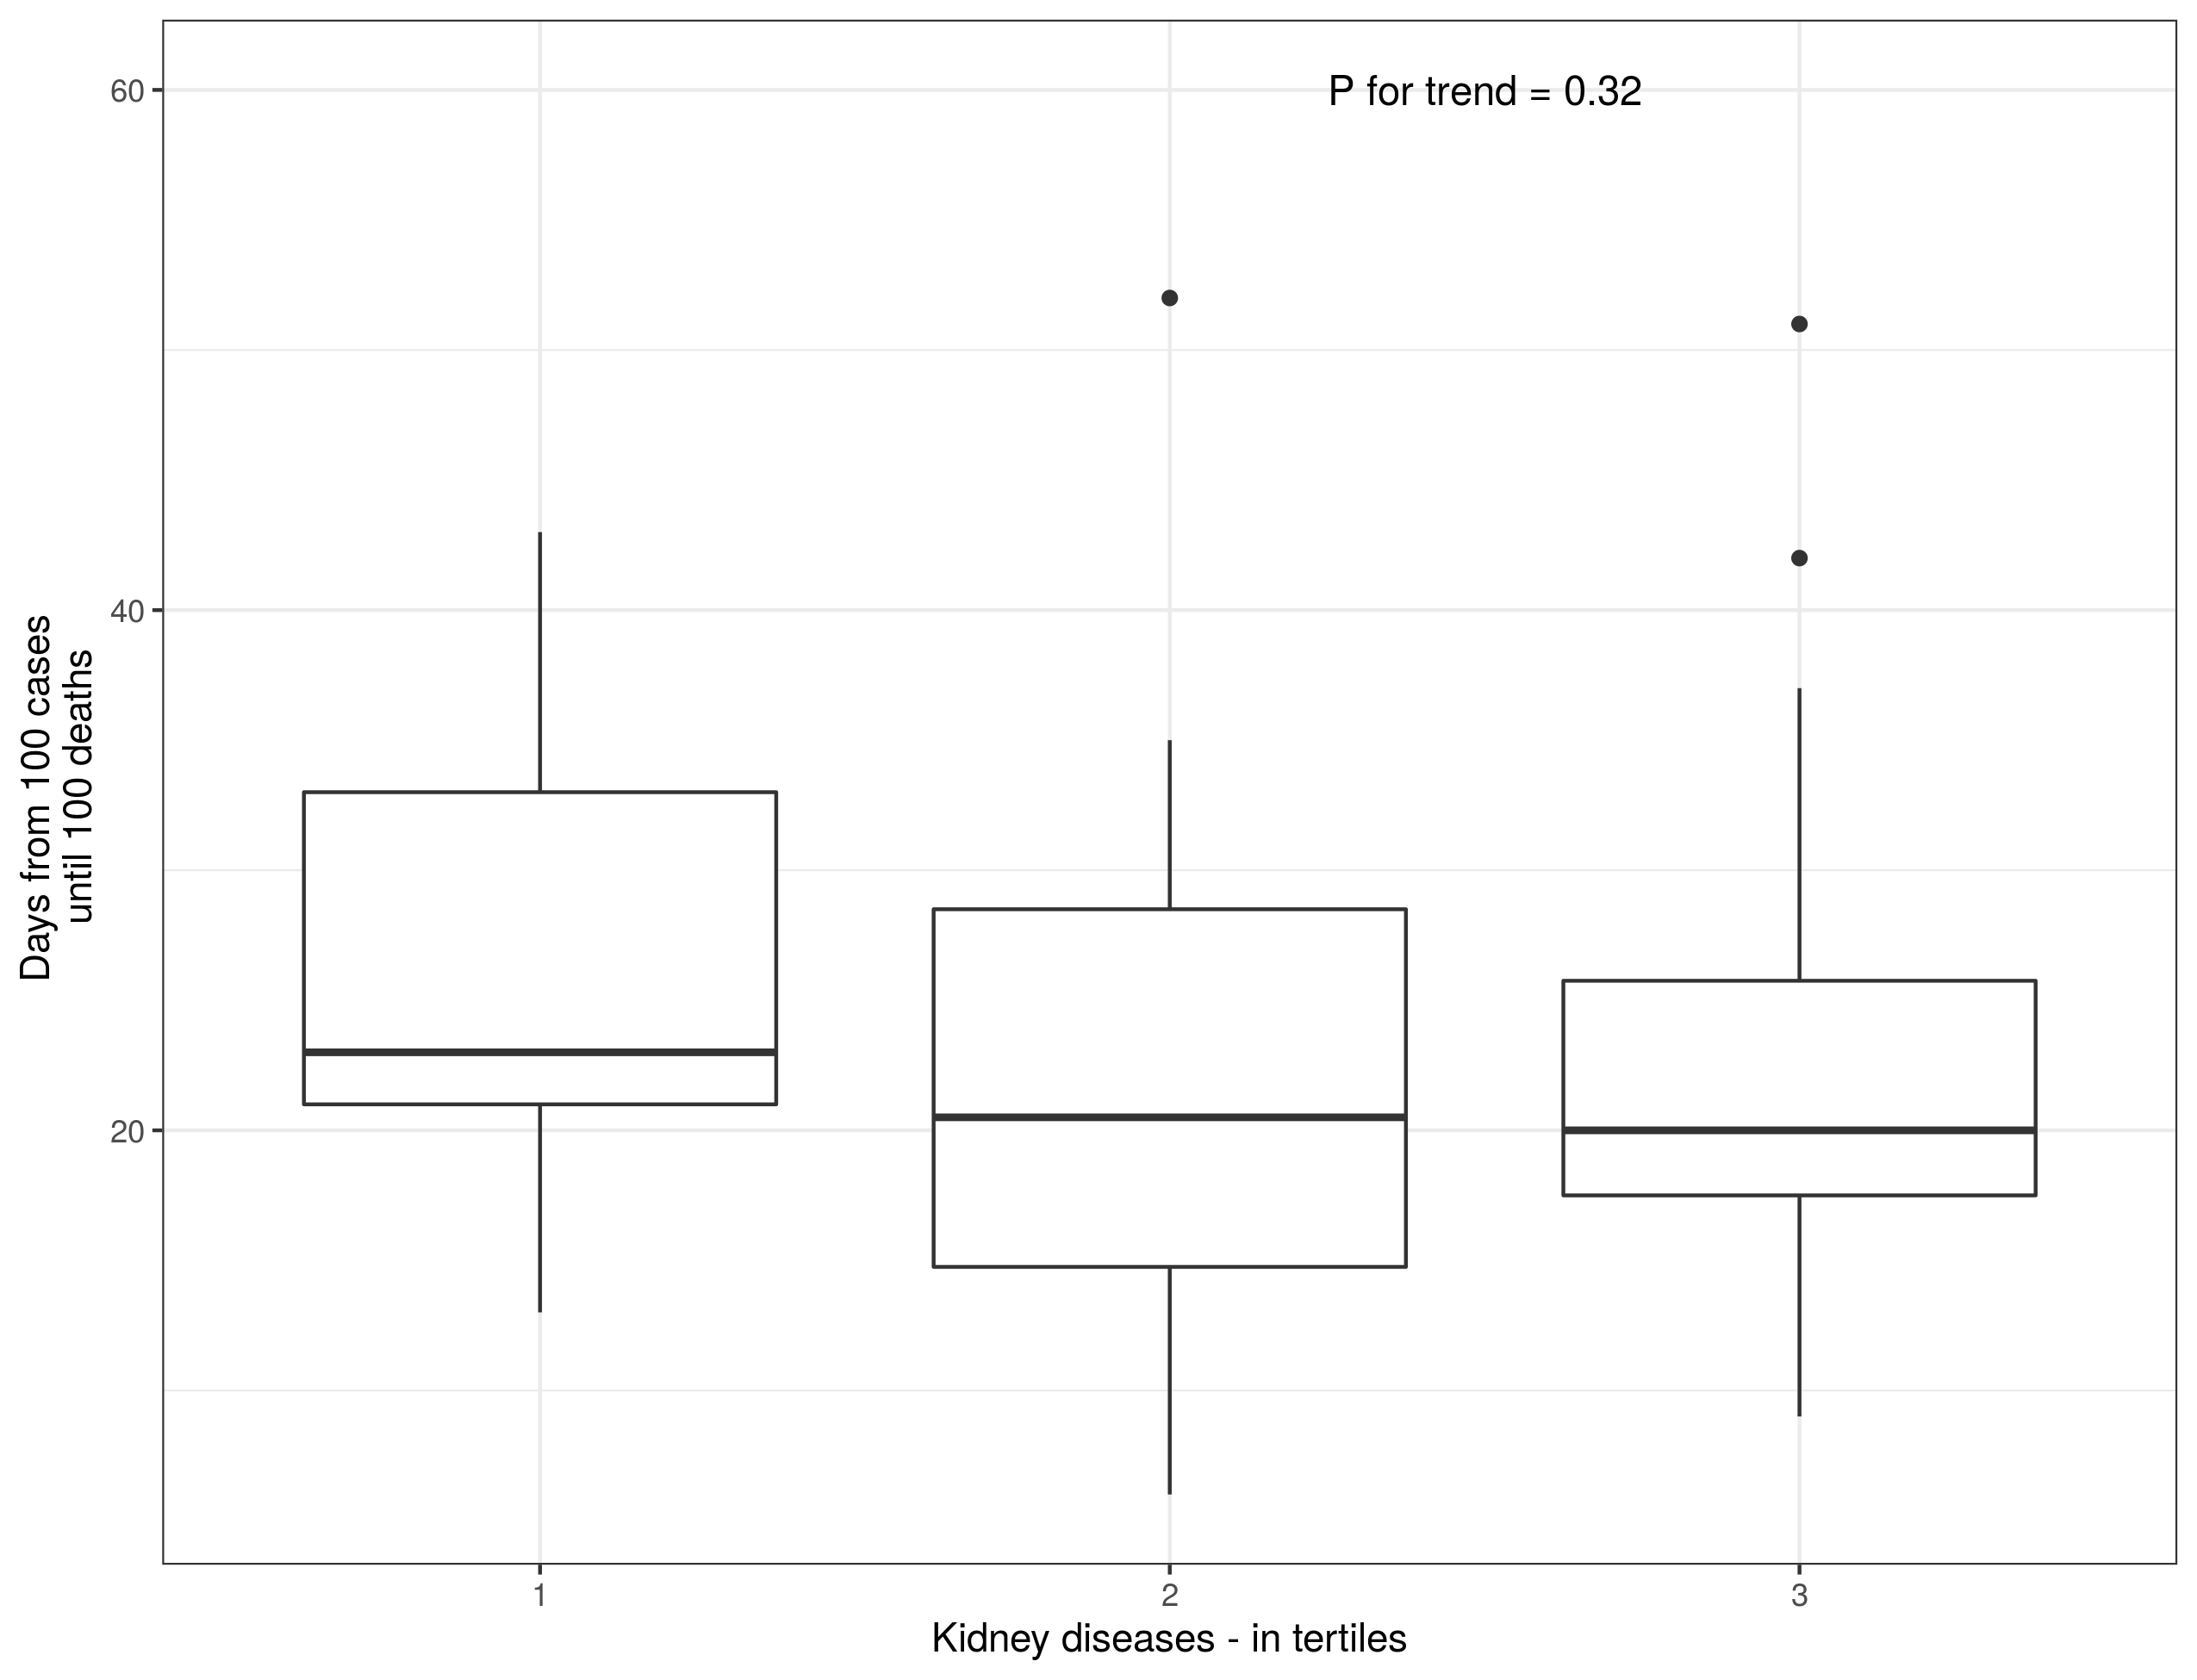 P for trend = 0.32
60
40
20
Days from 100 cases
until 100 deaths
1
2
3
Kidney diseases - in tertiles